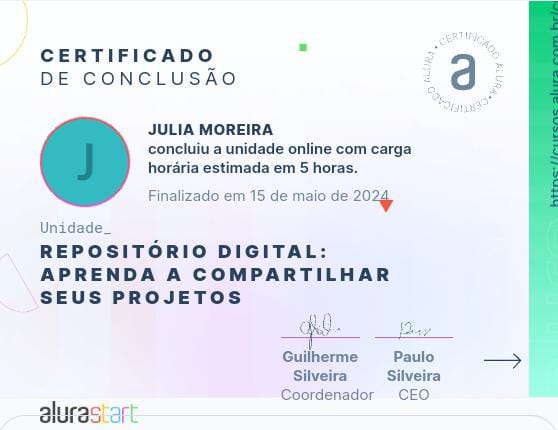 CERTIFICADO
DE CONCLUSÃO
CERTIFICADO ALURA • CERTIFICADO ALURA •
a
J
JULIA MOREIRA
concluiu a unidade online com carga
horária estimada em 5 horas.
Finalizado em 15 de maio de 2024
Unidade_
REPOSITÓRIO DIGITAL:
APRENDA A COMPARTILHAR
SEUS PROJETOS
Guilherme
Silveira
Coordenador
Paulo
Silveira
CEO
alurastart
https://cursos.alura.com.br/